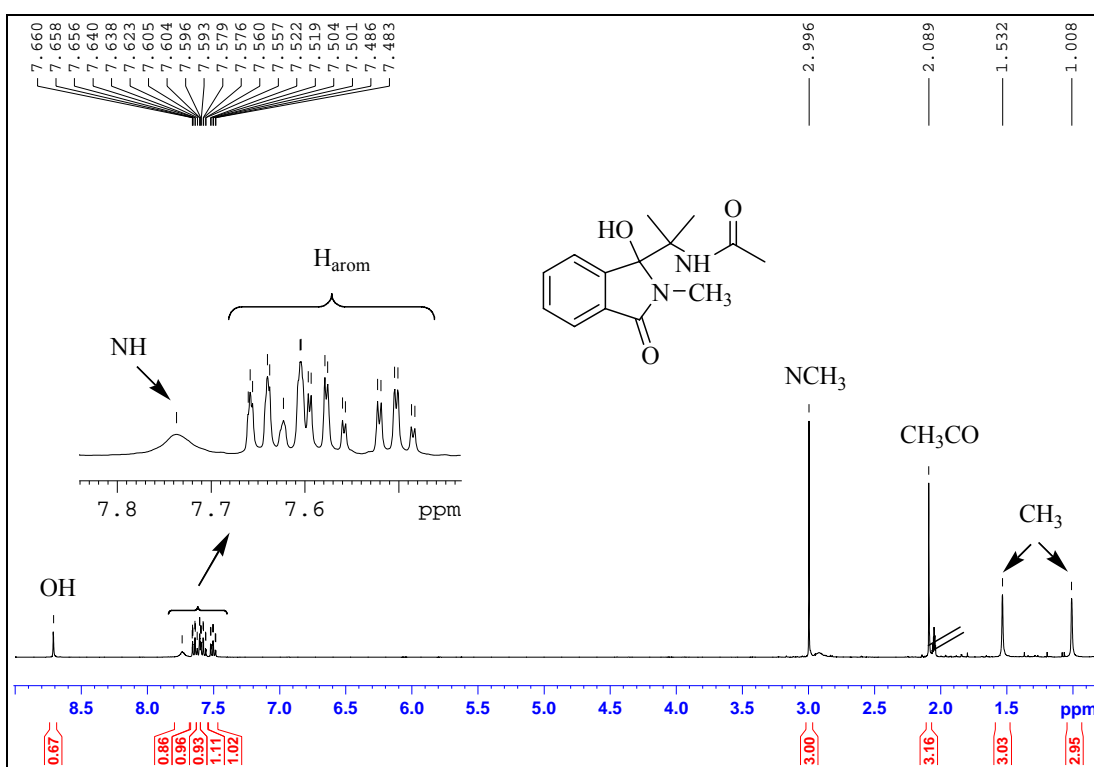 7.660
7.658
7.656
7.640
7.638
7.623
7.605
7.604
7.596
7.593
7.579
7.576
7.560
7.557
7.522
7.519
7.504
7.501
7.486
7.483
2.996
2.089
1.532
1.008
HO
O
NH
N
CH₃
O
H_arom
NH
NCH₃
CH₃CO
CH₃
7.8 7.7 7.6 ppm
OH
8.5 8.0 7.5 7.0 6.5 6.0 5.5 5.0 4.5 4.0 3.5 3.0 2.5 2.0 1.5 ppm
0.67 0.86 0.96 0.93 1.11 1.02 3.00 3.16 3.03 2.95